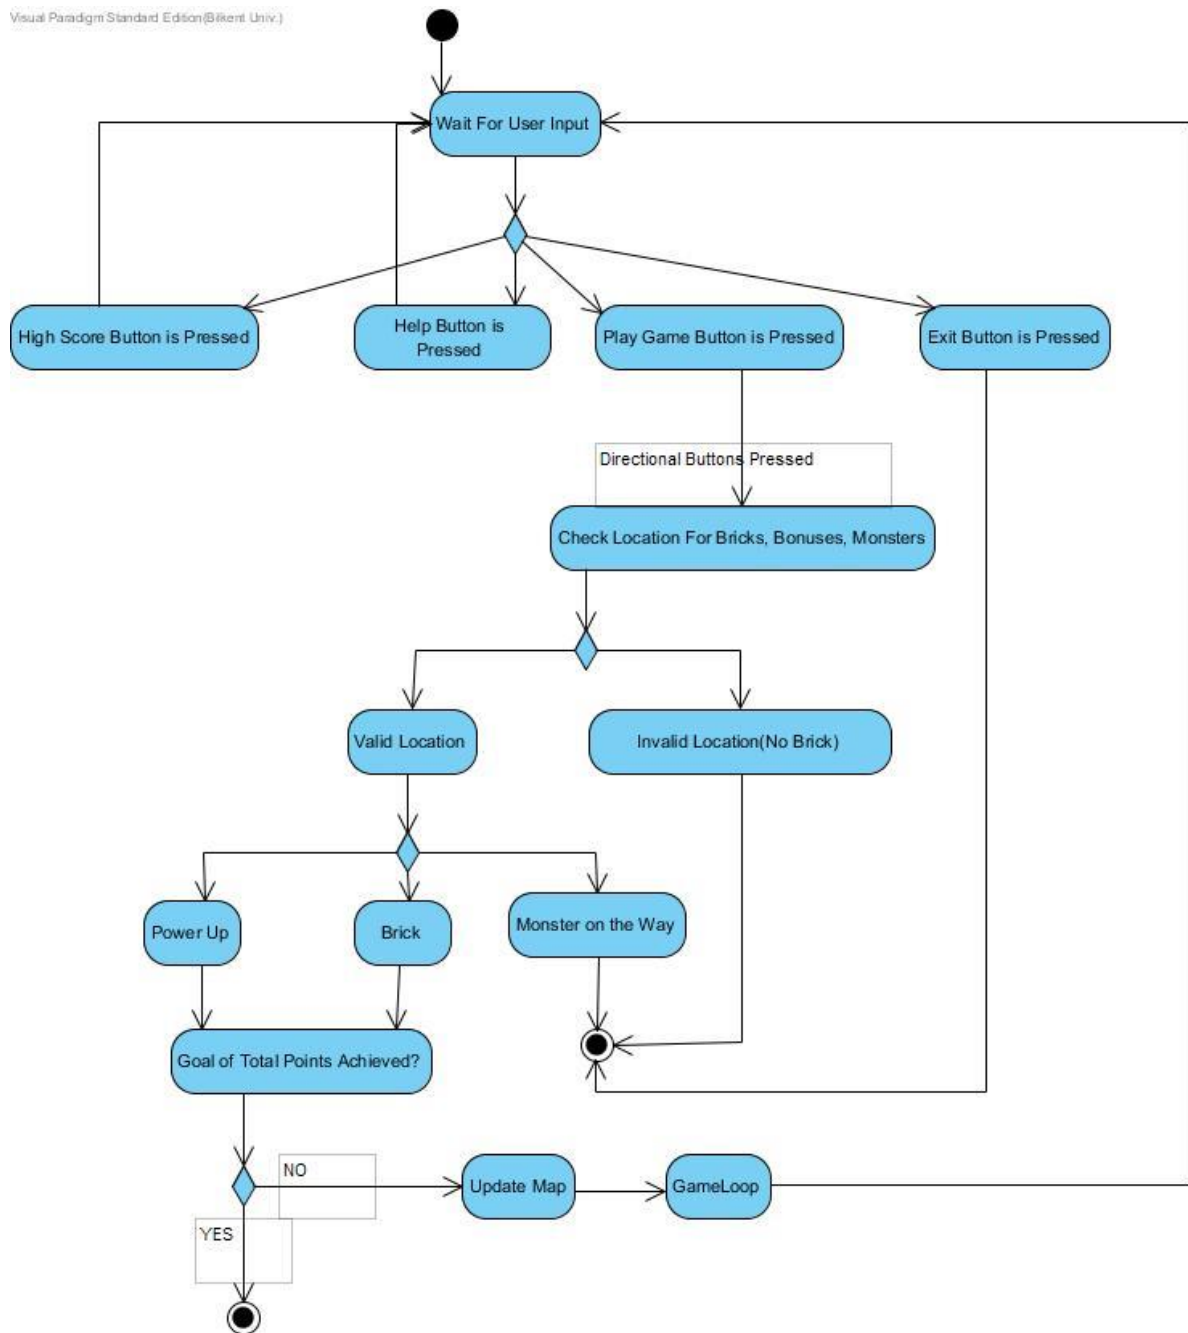 Visual Paradigm Standard Edition(Bilkent Univ.)
Wait For User Input
High Score Button is Pressed
Help Button is
Pressed
Play Game Button is Pressed
Exit Button is Pressed
Directional Buttons Pressed
Check Location For Bricks, Bonuses, Monsters
Valid Location
Invalid Location(No Brick)
Power Up
Brick
Monster on the Way
Goal of Total Points Achieved?
NO
Update Map
GameLoop
YES